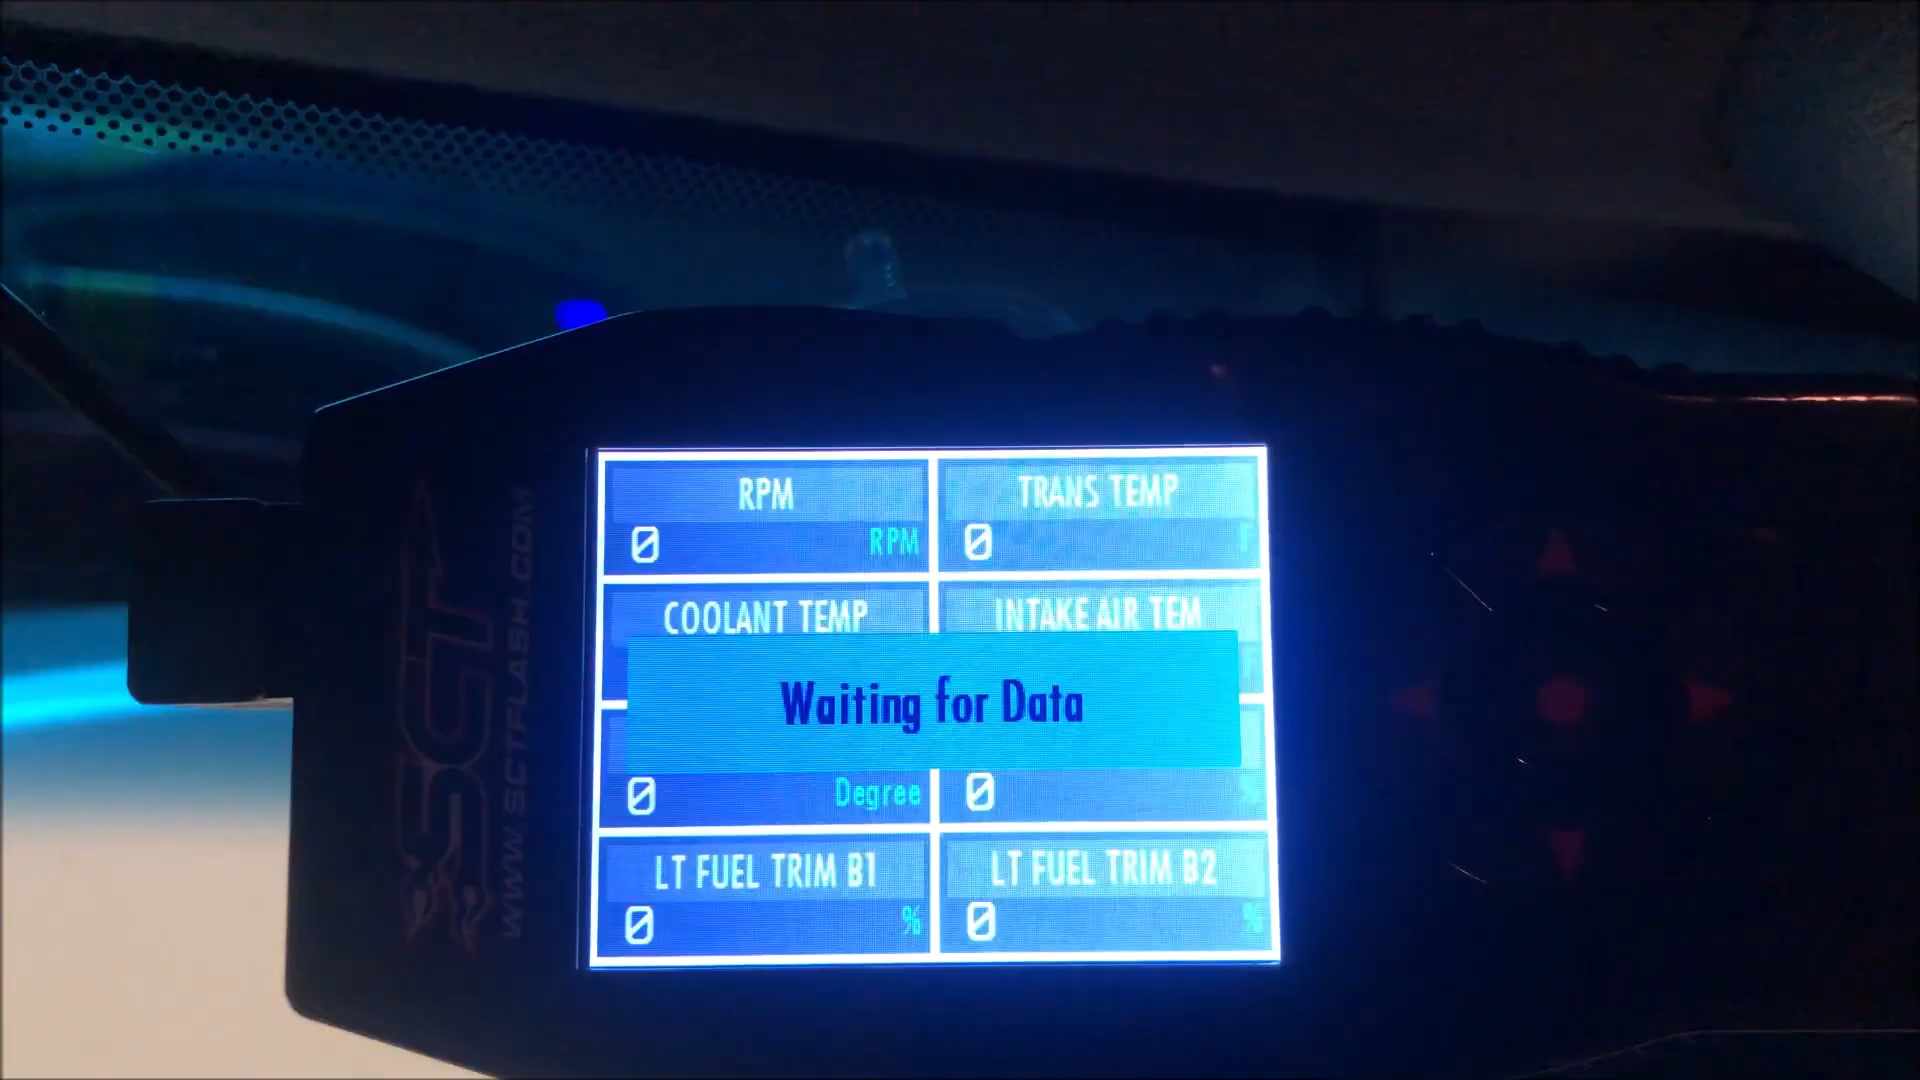 SCT
WWW.SCTFLASH.COM
RPM
0 RPM
TRANS TEMP
0 F
COOLANT TEMP
INTAKE AIR TEM
Waiting for Data
0 Degree
0
LT FUEL TRIM B1
0 %
LT FUEL TRIM B2
0 %